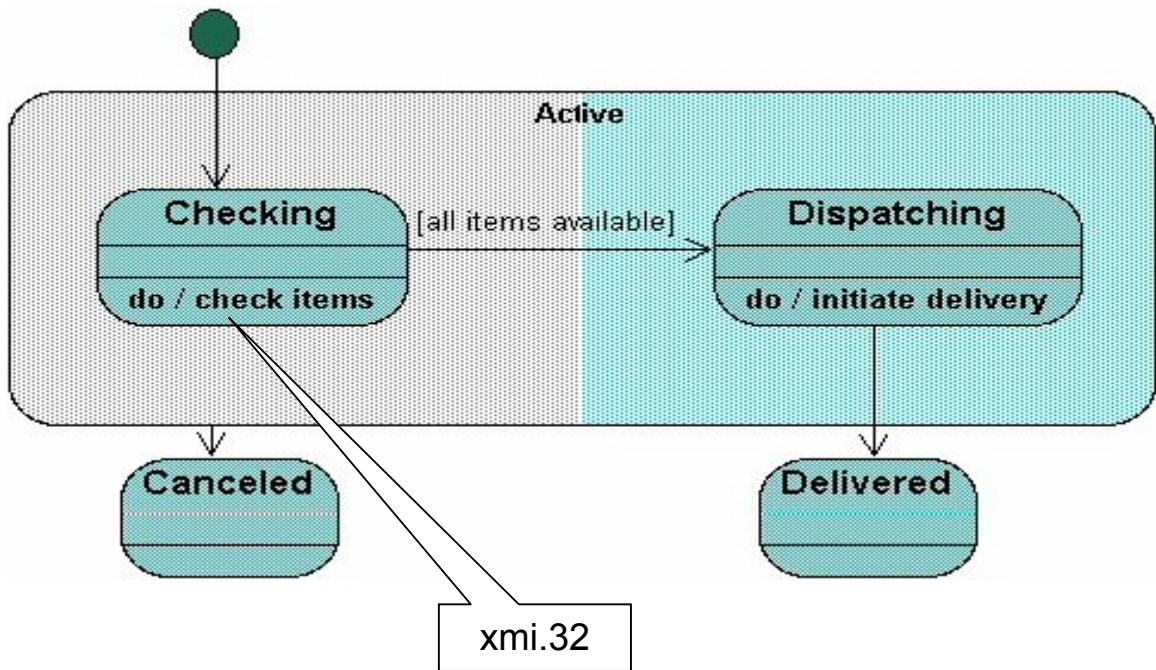 Active
Checking
[all items available]
Dispatching
do / check items
do / initiate delivery
Canceled
Delivered
xmi.32